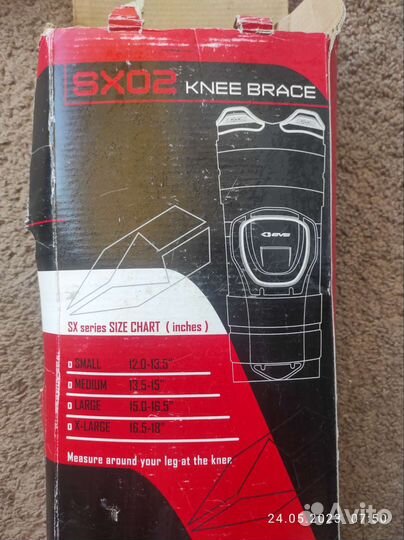 SX02 KNEE BRACE
EVS
SX series SIZE CHART ( inches )
SMALL 12.0-13.5"
MEDIUM 13.5-15"
LARGE 15.0-16.5"
X-LARGE 16.5-18"
Measure around your leg at the knee
Avito
24.05.2023 07:50